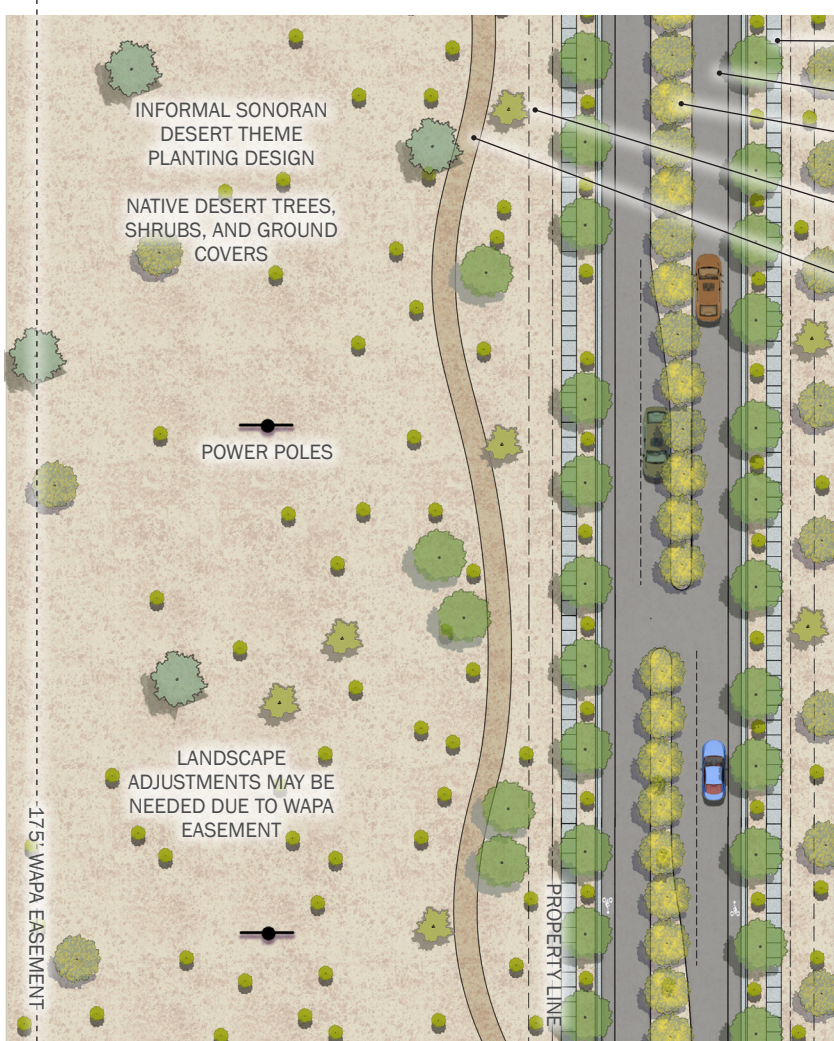 INFORMAL SONORAN
DESERT THEME
PLANTING DESIGN
NATIVE DESERT TREES,
SHRUBS, AND GROUND
COVERS
POWER POLES
LANDSCAPE
ADJUSTMENTS MAY BE
NEEDED DUE TO WAPA
EASEMENT
175' WAPA EASEMENT
PROPERTY LINE